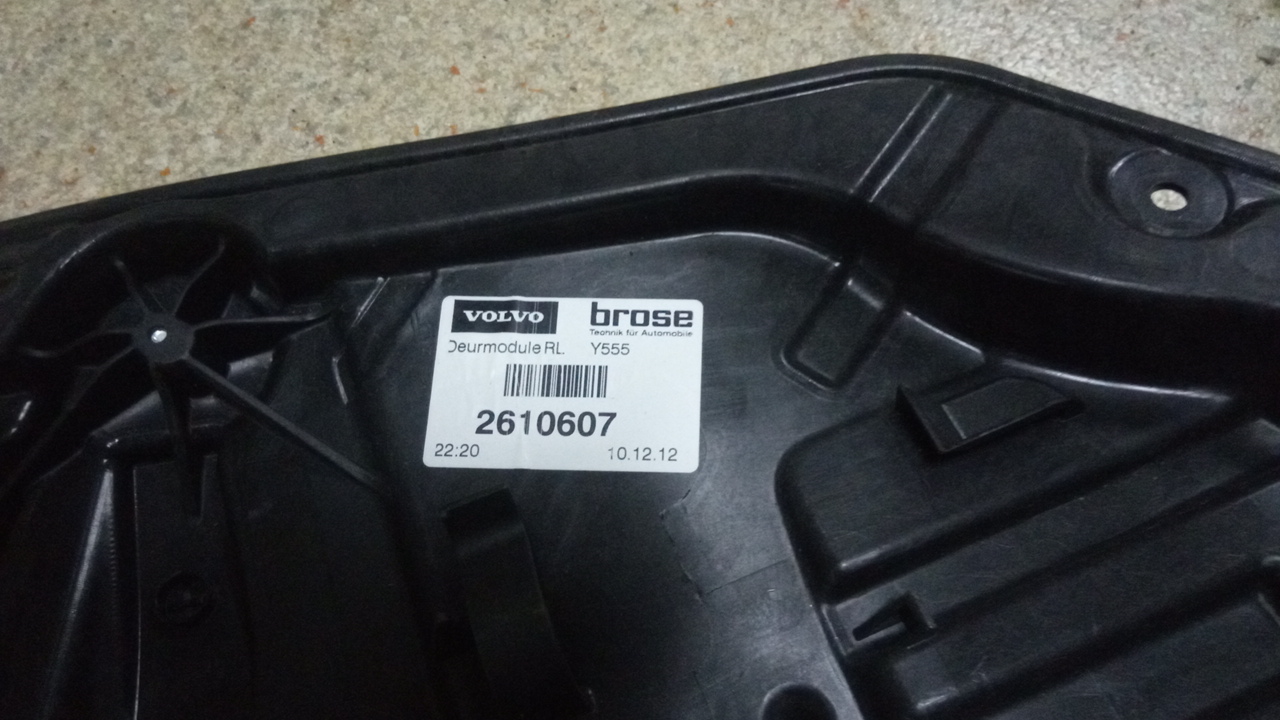 VOLVO brose
Technik für Automobile
Deurmodule RL. Y555
2610607
22:20 10.12.12